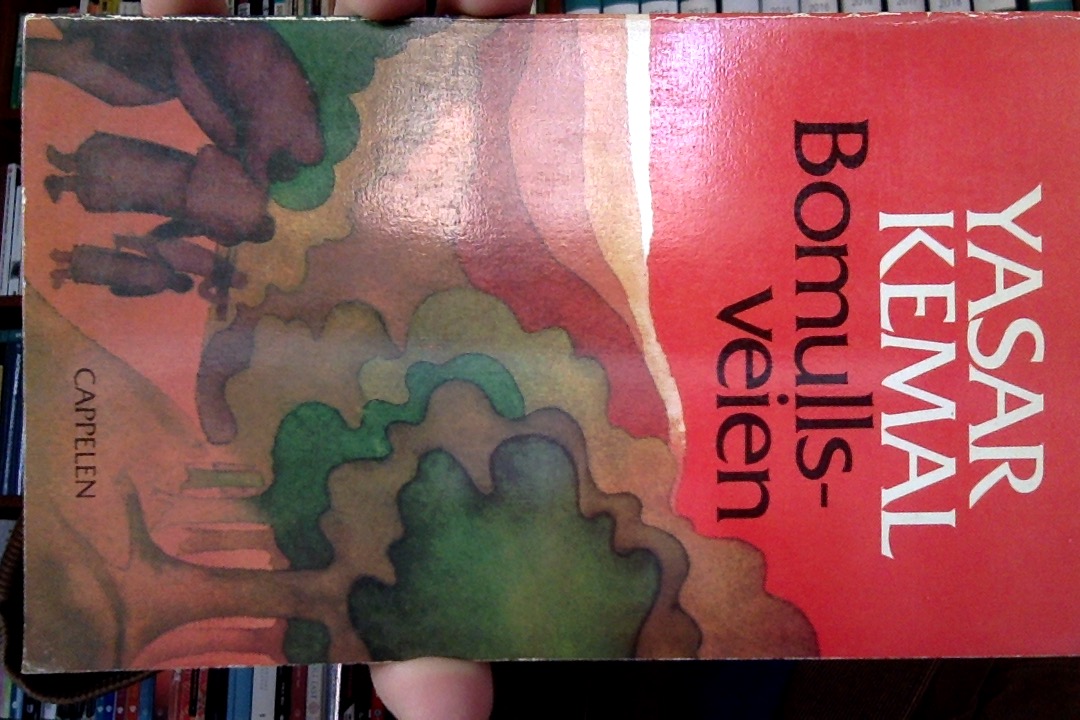 YASAR
KEMAL
Bomulls-
veien
CAPPELEN